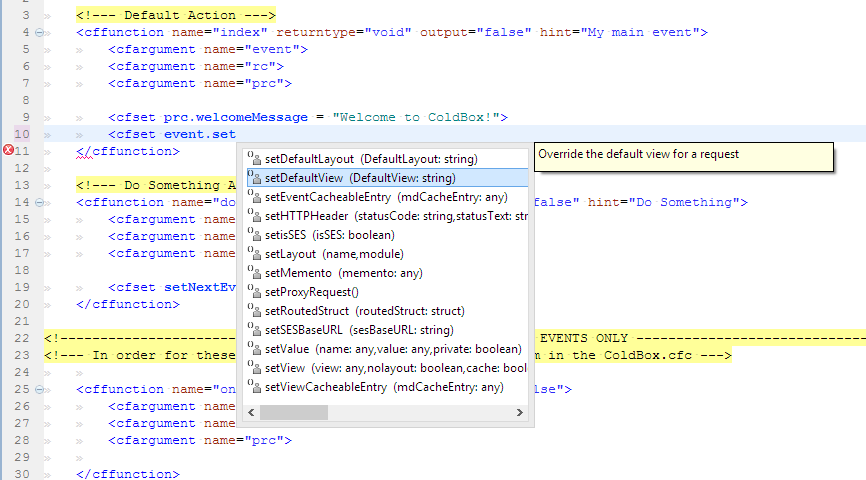 3 <!--- Default Action --->
4 <cffunction name="index" returntype="void" output="false" hint="My main event">
5 <cfargument name="event">
6 <cfargument name="rc">
7 <cfargument name="prc">
8
9 <cfset prc.welcomeMessage = "Welcome to ColdBox!">
10 <cfset event.set
11 </cffunction>
12
13 <!--- Do Something A
14 <cffunction name="do false" hint="Do Something">
15 <cfargument name
16 <cfargument name
17 <cfargument name
18
19 <cfset setNextEv
20 </cffunction>
21
22 <!------------------------ EVENTS ONLY -----------------------------
23 <!--- In order for these m in the ColdBox.cfc --->
24
25 <cffunction name="on lse">
26 <cfargument name
27 <cfargument name
28 <cfargument name="prc">
29
30 </cffunction>
setDefaultLayout (DefaultLayout: string)
setDefaultView (DefaultView: string)
setEventCacheableEntry (mdCacheEntry: any)
setHTTPHeader (statusCode: string,statusText: str
setisSES (isSES: boolean)
setLayout (name,module)
setMemento (memento: any)
setProxyRequest()
setRoutedStruct (routedStruct: struct)
setSESBaseURL (sesBaseURL: string)
setValue (name: any,value: any,private: boolean)
setView (view: any,nolayout: boolean,cache: bool
setViewCacheableEntry (mdCacheEntry: any)
Override the default view for a request